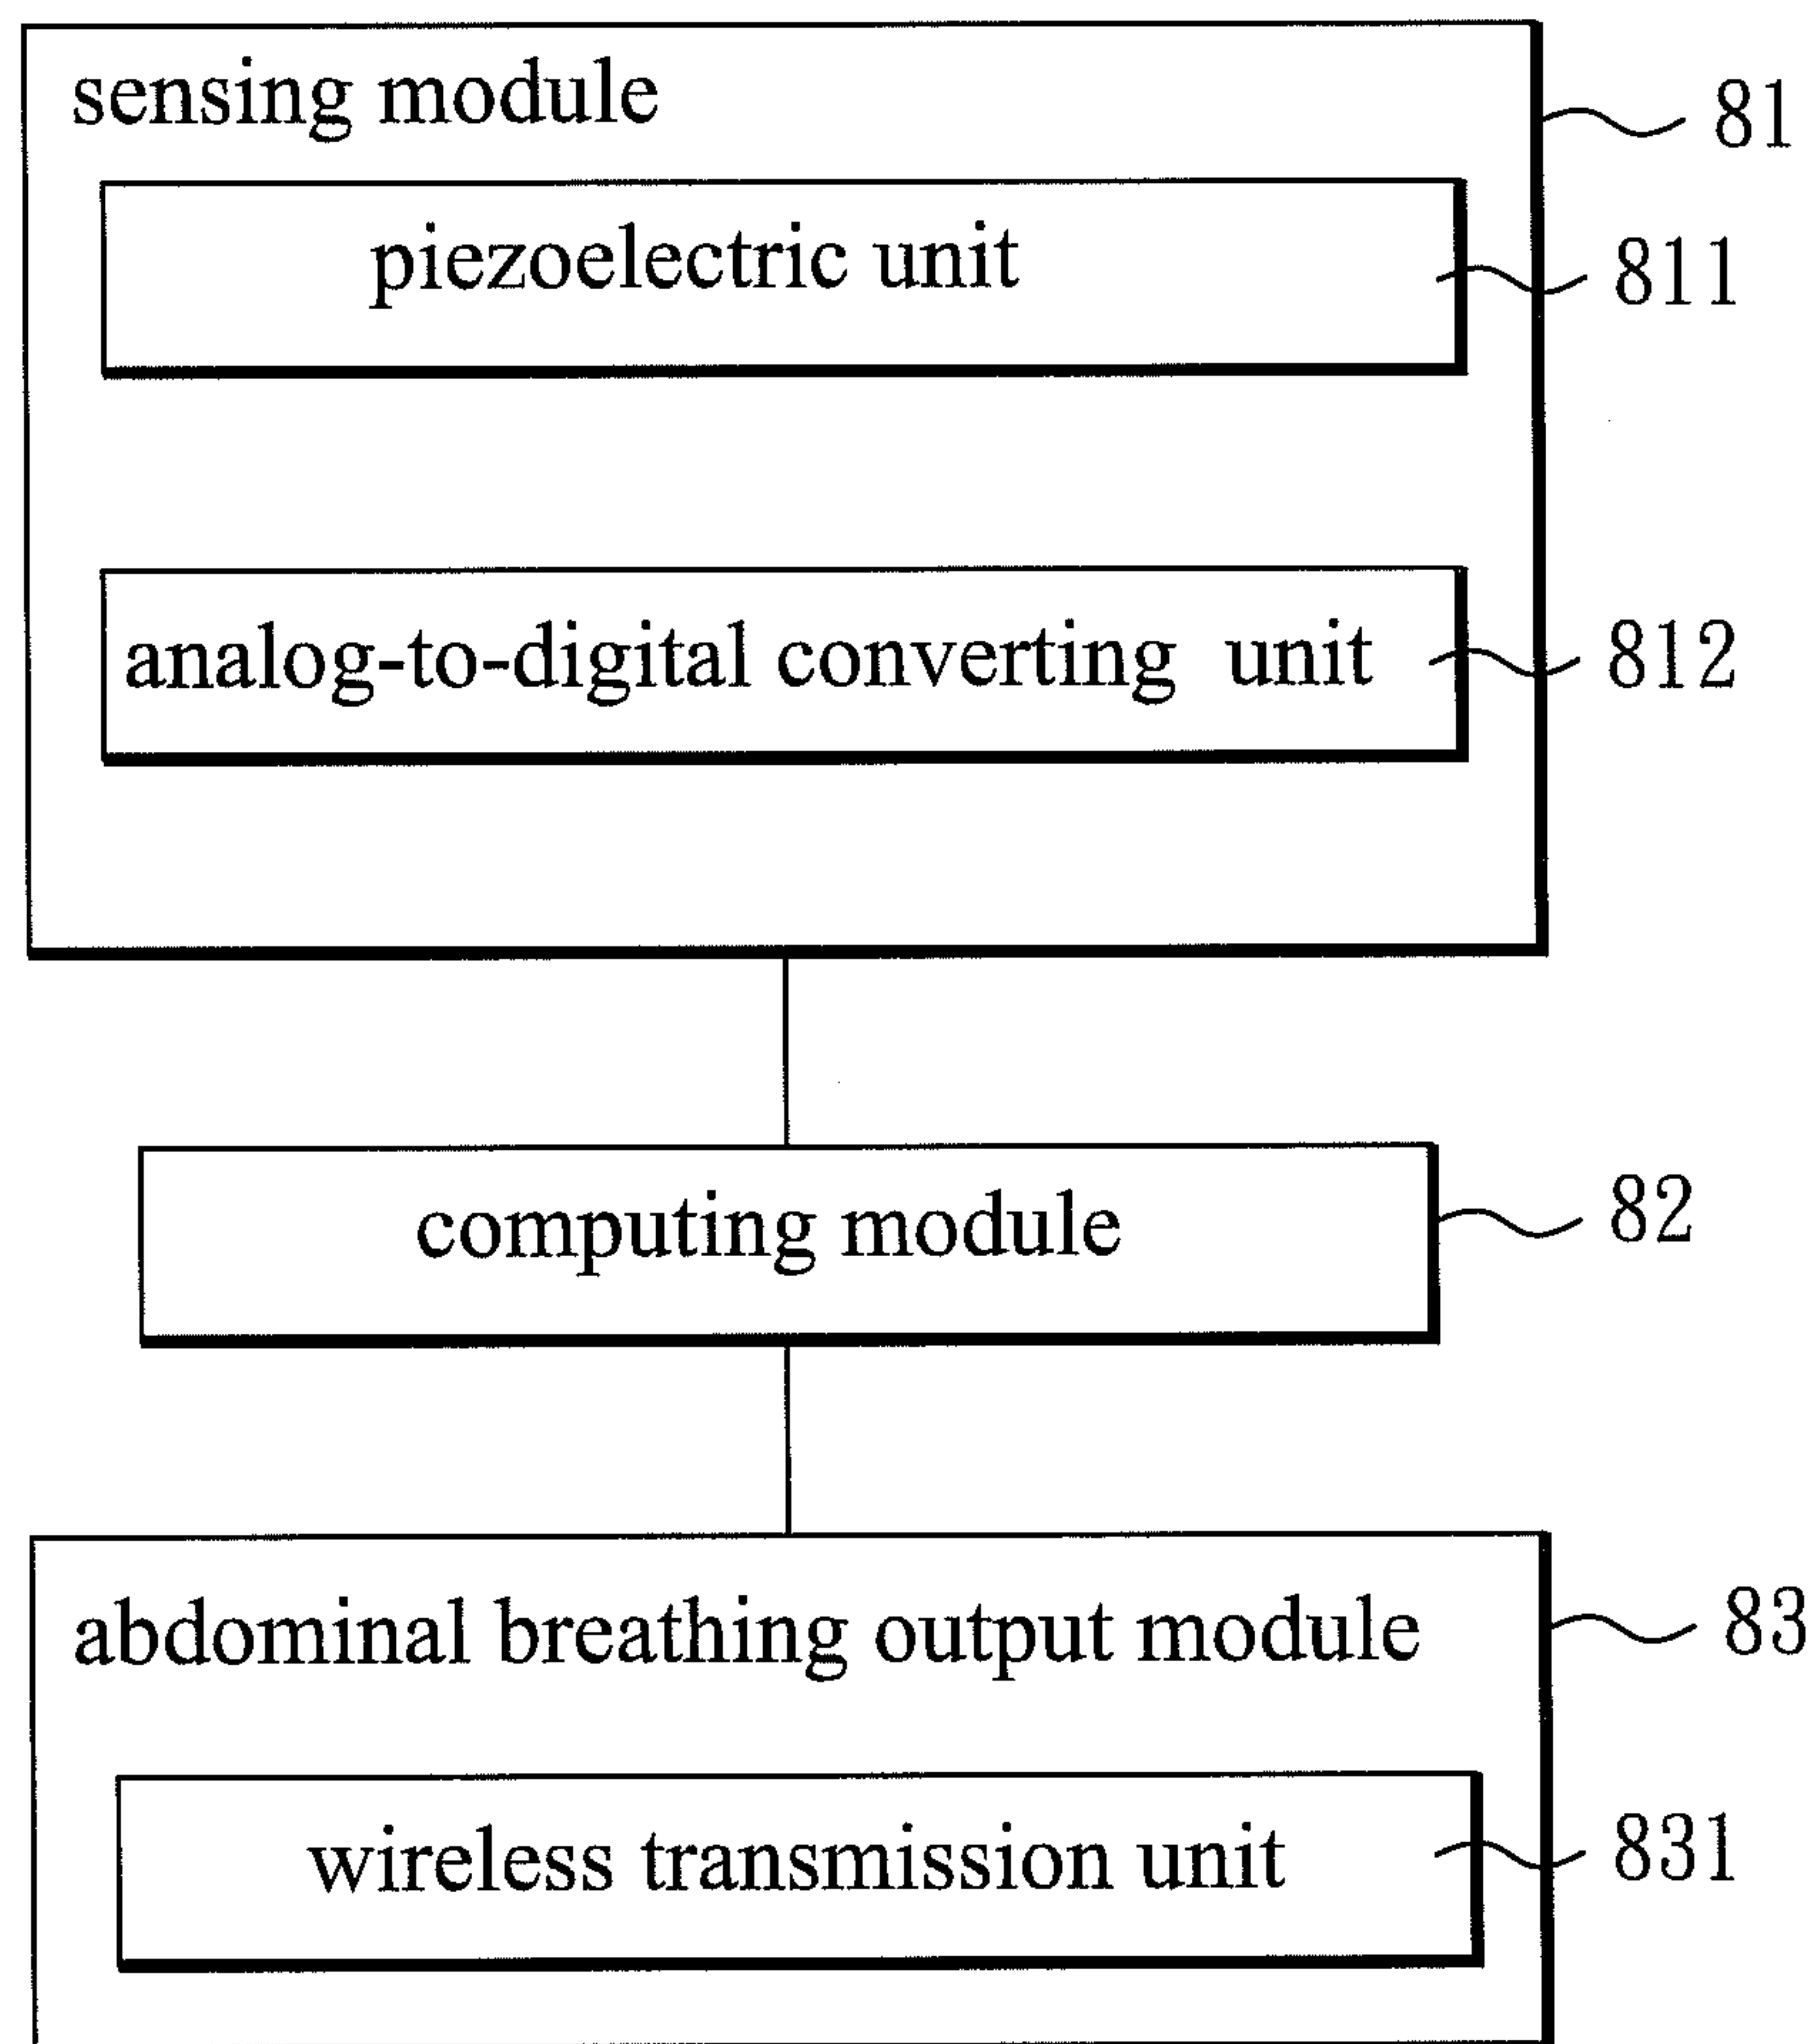 sensing module
81
piezoelectric unit
811
analog-to-digital converting unit
812
computing module
82
abdominal breathing output module
83
wireless transmission unit
831